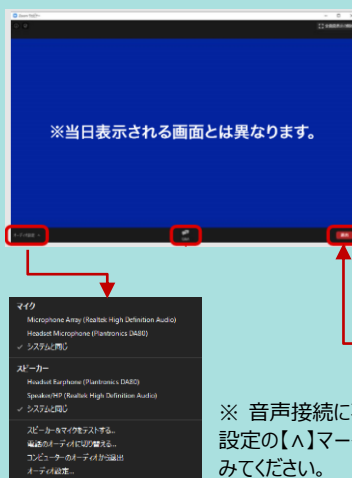 ※当日表示される画面とは異なります。
マイク
Microphone Array (Realtek High Definition Audio)
Headset Microphone (Plantronics DA80)
✓ システムと同じ
スピーカー
Headset Earphone (Plantronics DA80)
Speaker/HP (Realtek High Definition Audio)
✓ システムと同じ
スピーカー&マイクをテストする...
電話のオーディオに切り替える...
コンピューターのオーディオから退出
オーディオ設定...
※ 音声接続に
設定の【∧】マー
みてください。